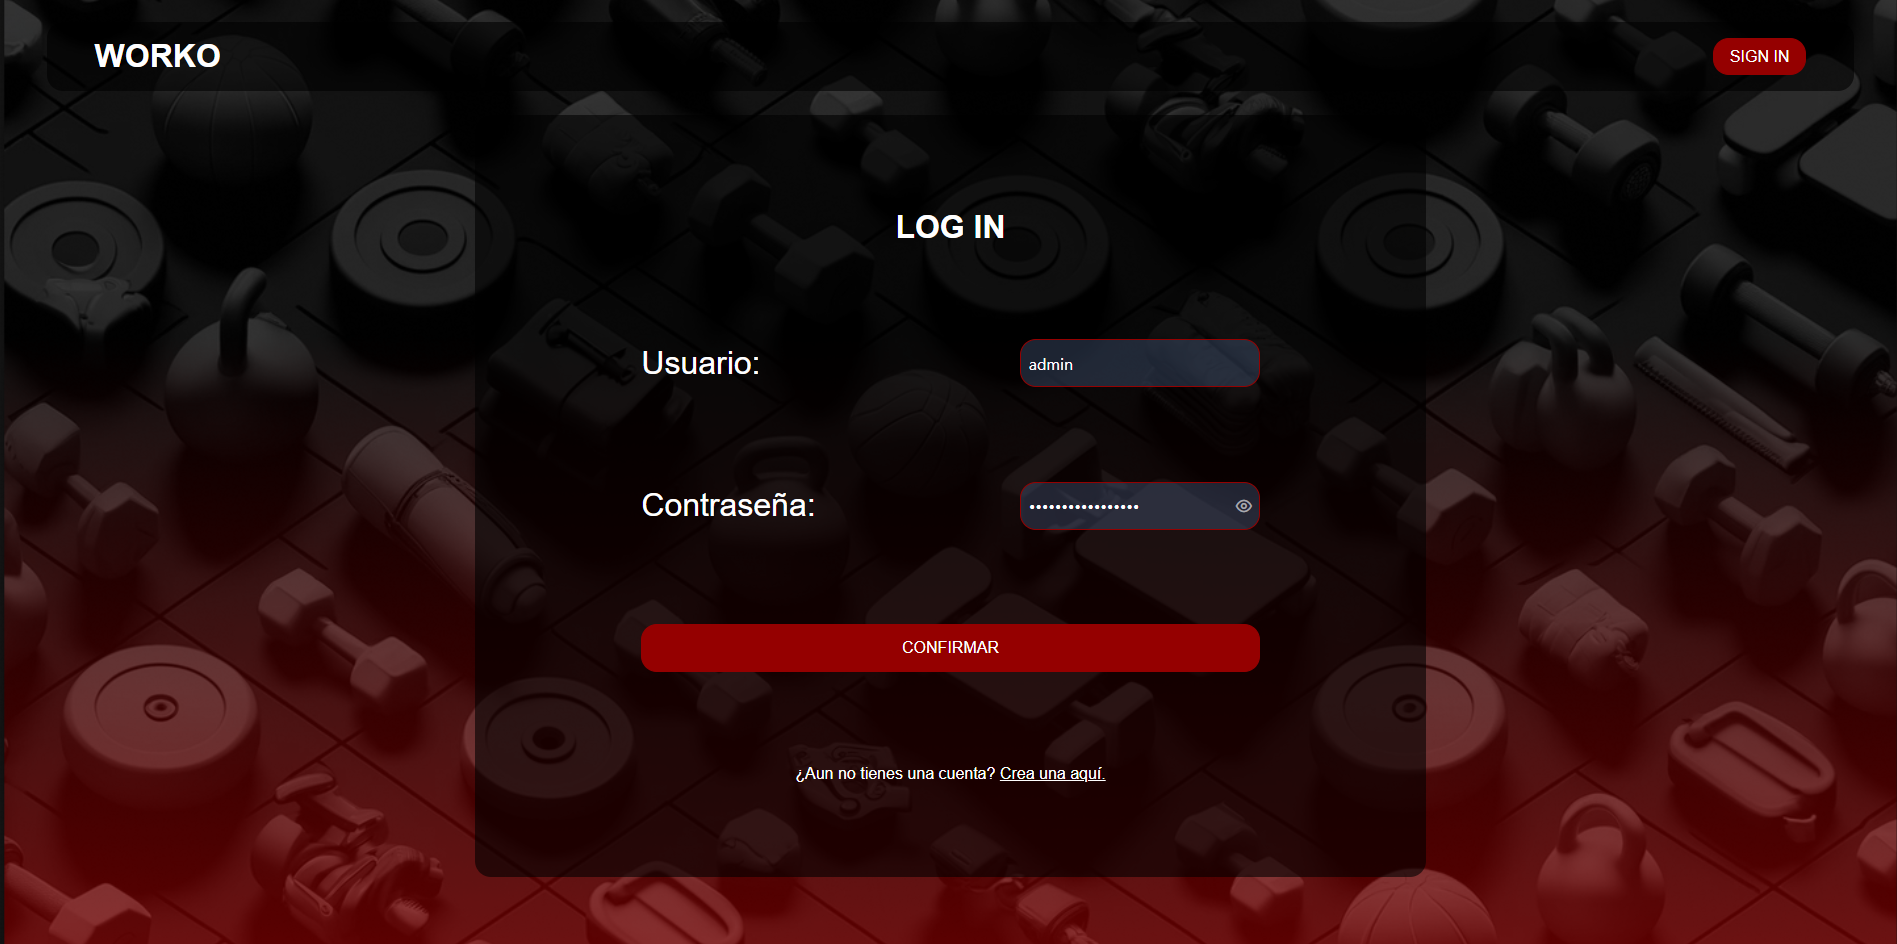 WORKO
SIGN IN
LOG IN
Usuario:
admin
Contraseña:
•••••••••••••••••
CONFIRMAR
¿Aun no tienes una cuenta? Crea una aquí.